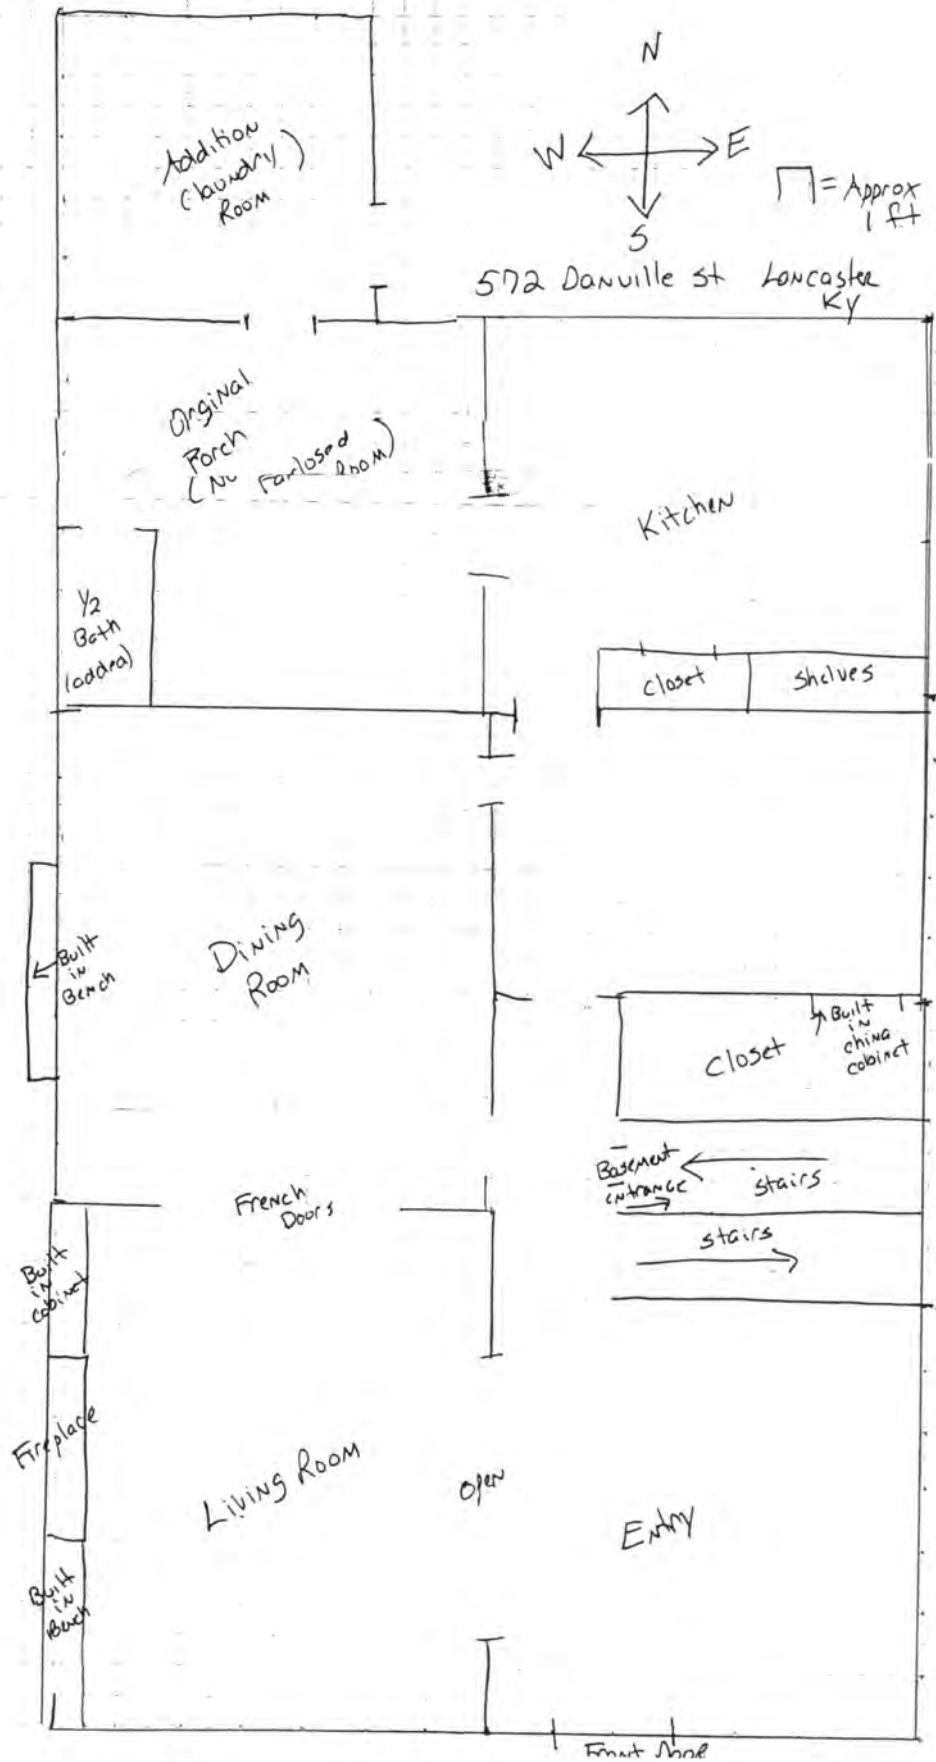 N
W E
S
= Approx
1 ft
572 Danville St Loncaster
Ky
Addition
(laundry)
Room
Orginal
Porch
(Nu Enclosed
Room)
Kitchen
1/2
Bath
(added)
Closet
Shelves
Dining
Room
Built
in
Bench
Closet
Built
in
china
cabinet
Basement
entrance
stairs
stairs
French
Doors
Built
in
cabinet
Fireplace
Living Room
Open
Entry
Built
in
Bench
Front Door